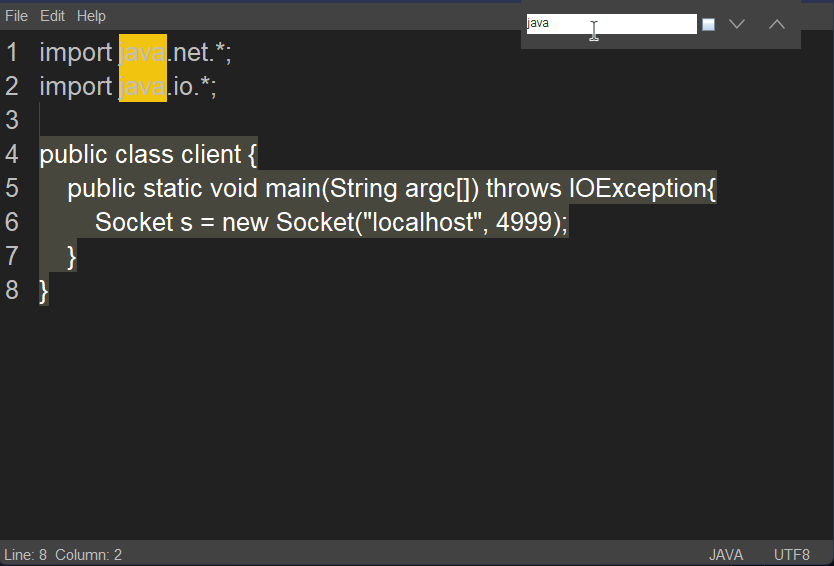 File Edit Help
java
1 import java.net.*;
2 import java.io.*;
3
4 public class client {
5 public static void main(String argc[]) throws IOException{
6 Socket s = new Socket("localhost", 4999);
7 }
8 }
Line: 8 Column: 2 JAVA UTF8